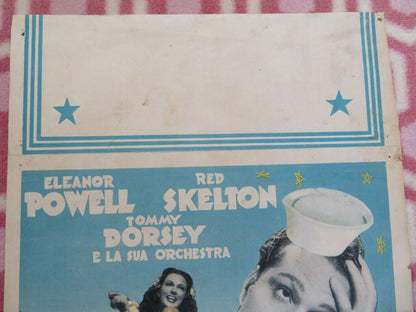 ELEANOR RED
POWELL SKELTON
TOMMY
DORSEY
E LA SUA ORCHESTRA